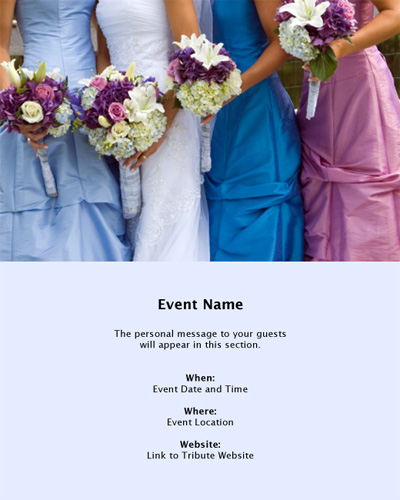 Event Name
The personal message to your guests
will appear in this section.
When:
Event Date and Time
Where:
Event Location
Website:
Link to Tribute Website